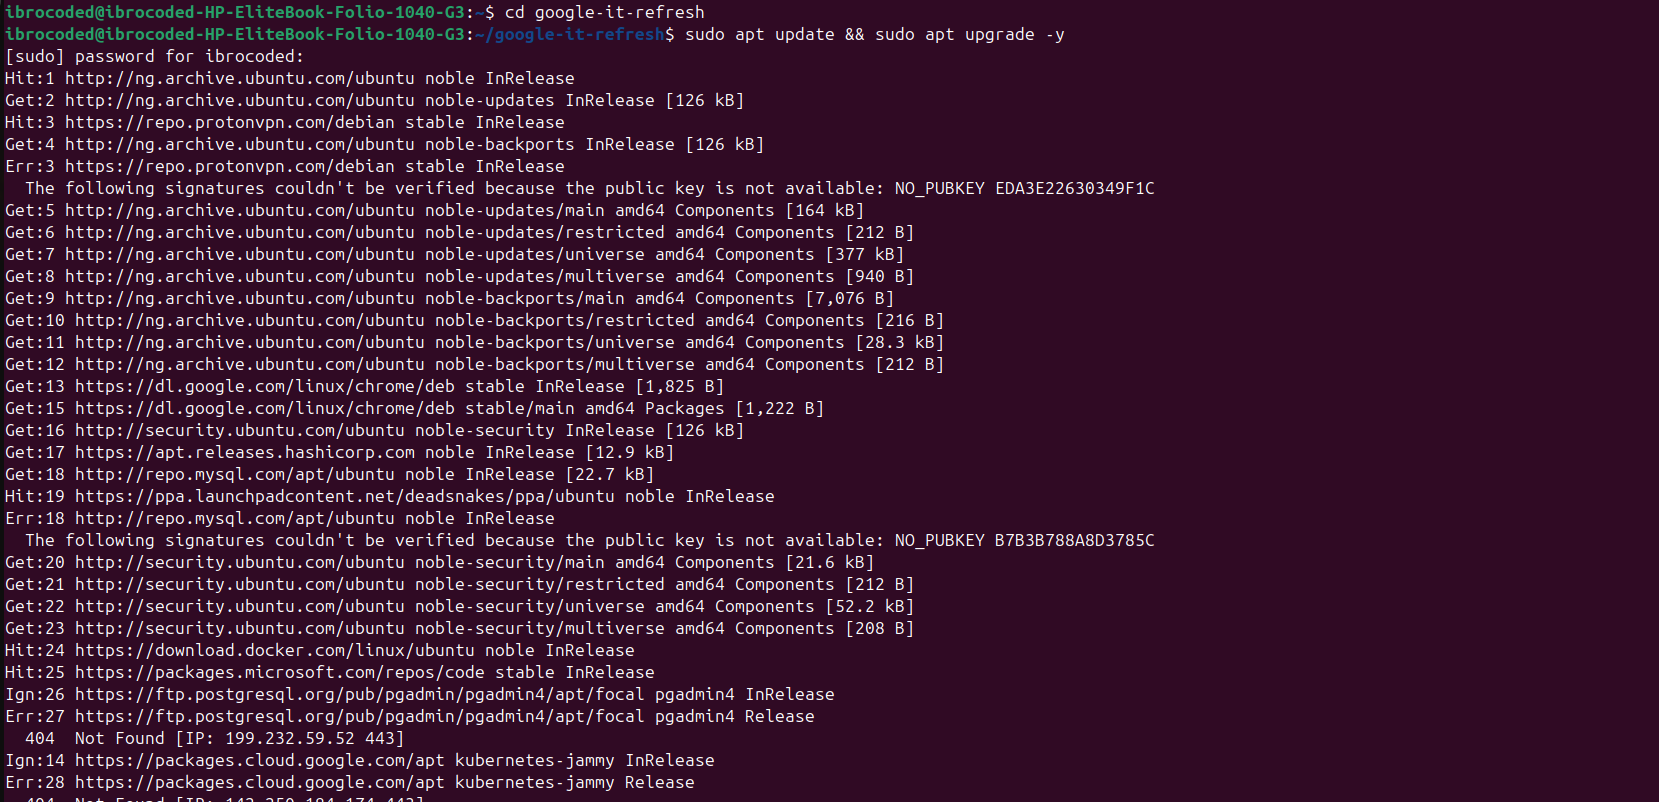 ibrocoded@ibrocoded-HP-EliteBook-Folio-1040-G3:~$ cd google-it-refresh
ibrocoded@ibrocoded-HP-EliteBook-Folio-1040-G3:~/google-it-refresh$ sudo apt update && sudo apt upgrade -y
[sudo] password for ibrocoded:
Hit:1 http://ng.archive.ubuntu.com/ubuntu noble InRelease
Get:2 http://ng.archive.ubuntu.com/ubuntu noble-updates InRelease [126 kB]
Hit:3 https://repo.protonvpn.com/debian stable InRelease
Get:4 http://ng.archive.ubuntu.com/ubuntu noble-backports InRelease [126 kB]
Err:3 https://repo.protonvpn.com/debian stable InRelease
  The following signatures couldn't be verified because the public key is not available: NO_PUBKEY EDA3E22630349F1C
Get:5 http://ng.archive.ubuntu.com/ubuntu noble-updates/main amd64 Components [164 kB]
Get:6 http://ng.archive.ubuntu.com/ubuntu noble-updates/restricted amd64 Components [212 B]
Get:7 http://ng.archive.ubuntu.com/ubuntu noble-updates/universe amd64 Components [377 kB]
Get:8 http://ng.archive.ubuntu.com/ubuntu noble-updates/multiverse amd64 Components [940 B]
Get:9 http://ng.archive.ubuntu.com/ubuntu noble-backports/main amd64 Components [7,076 B]
Get:10 http://ng.archive.ubuntu.com/ubuntu noble-backports/restricted amd64 Components [216 B]
Get:11 http://ng.archive.ubuntu.com/ubuntu noble-backports/universe amd64 Components [28.3 kB]
Get:12 http://ng.archive.ubuntu.com/ubuntu noble-backports/multiverse amd64 Components [212 B]
Get:13 https://dl.google.com/linux/chrome/deb stable InRelease [1,825 B]
Get:15 https://dl.google.com/linux/chrome/deb stable/main amd64 Packages [1,222 B]
Get:16 http://security.ubuntu.com/ubuntu noble-security InRelease [126 kB]
Get:17 https://apt.releases.hashicorp.com noble InRelease [12.9 kB]
Get:18 http://repo.mysql.com/apt/ubuntu noble InRelease [22.7 kB]
Hit:19 https://ppa.launchpadcontent.net/deadsnakes/ppa/ubuntu noble InRelease
Err:18 http://repo.mysql.com/apt/ubuntu noble InRelease
  The following signatures couldn't be verified because the public key is not available: NO_PUBKEY B7B3B788A8D3785C
Get:20 http://security.ubuntu.com/ubuntu noble-security/main amd64 Components [21.6 kB]
Get:21 http://security.ubuntu.com/ubuntu noble-security/restricted amd64 Components [212 B]
Get:22 http://security.ubuntu.com/ubuntu noble-security/universe amd64 Components [52.2 kB]
Get:23 http://security.ubuntu.com/ubuntu noble-security/multiverse amd64 Components [208 B]
Hit:24 https://download.docker.com/linux/ubuntu noble InRelease
Hit:25 https://packages.microsoft.com/repos/code stable InRelease
Ign:26 https://ftp.postgresql.org/pub/pgadmin/pgadmin4/apt/focal pgadmin4 InRelease
Err:27 https://ftp.postgresql.org/pub/pgadmin/pgadmin4/apt/focal pgadmin4 Release
  404  Not Found [IP: 199.232.59.52 443]
Ign:14 https://packages.cloud.google.com/apt kubernetes-jammy InRelease
Err:28 https://packages.cloud.google.com/apt kubernetes-jammy Release